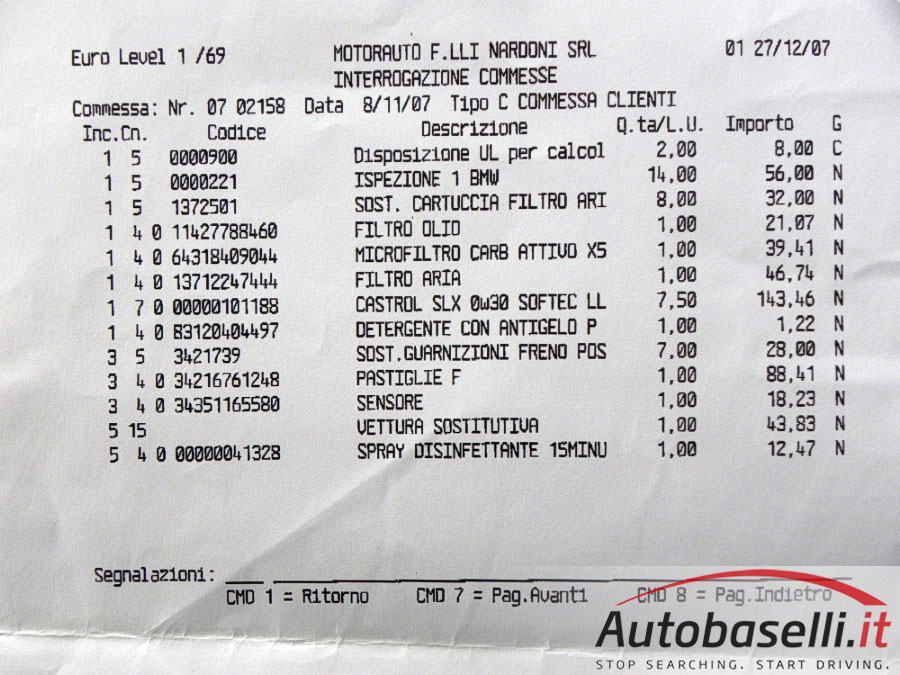 Euro Level 1 /69 MOTORAUTO F.LLI NARDONI SRL 01 27/12/07
INTERROGAZIONE COMMESSE
Commessa: Nr. 07 02158 Data 8/11/07 Tipo C COMMESSA CLIENTI
Inc.Cn. Codice Descrizione Q.ta/L.U. Importo G
1 5 0000900 Disposizione UL per calcol 2,00 8,00 C
1 5 0000221 ISPEZIONE 1 BMW 14,00 56,00 N
1 5 1372501 SOST. CARTUCCIA FILTRO ARI 8,00 32,00 N
1 4 0 11427788460 FILTRO OLIO 1,00 21,07 N
1 4 0 64318409044 MICROFILTRO CARB ATTIVO X5 1,00 39,41 N
1 4 0 13712247444 FILTRO ARIA 1,00 46,74 N
1 7 0 00000101188 CASTROL SLX 0w30 SOFTEC LL 7,50 143,46 N
1 4 0 83120404497 DETERGENTE CON ANTIGELO P 1,00 1,22 N
3 5 3421739 SOST.GUARNIZIONI FRENO POS 7,00 28,00 N
3 4 0 34216761248 PASTIGLIE F 1,00 88,41 N
3 4 0 34351165580 SENSORE 1,00 18,23 N
5 15 VETTURA SOSTITUTIVA 1,00 43,83 N
5 4 0 00000041328 SPRAY DISINFETTANTE 15MINU 1,00 12,47 N
Segnalazioni:
CMD 1 = Ritorno CMD 7 = Pag.Avanti CMD 8 = Pag.Indietro
Autobaselli.it
STOP SEARCHING. START DRIVING.